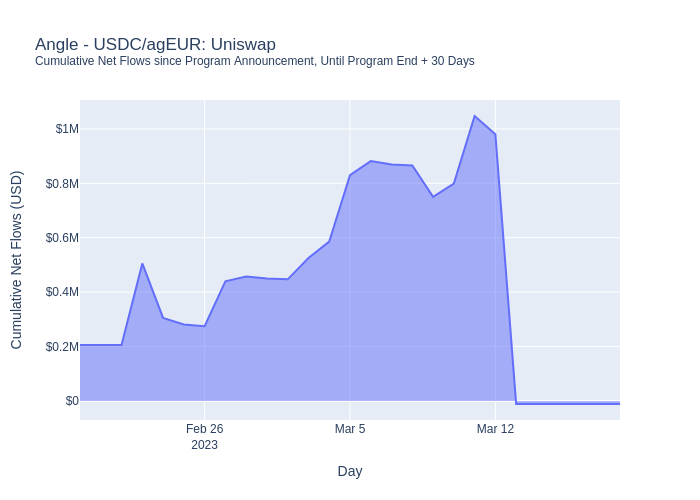 Angle - USDC/agEUR: Uniswap
Cumulative Net Flows since Program Announcement, Until Program End + 30 Days
Cumulative Net Flows (USD)
$1M
$0.8M
$0.6M
$0.4M
$0.2M
$0
Feb 26
2023
Mar 5
Mar 12
Day